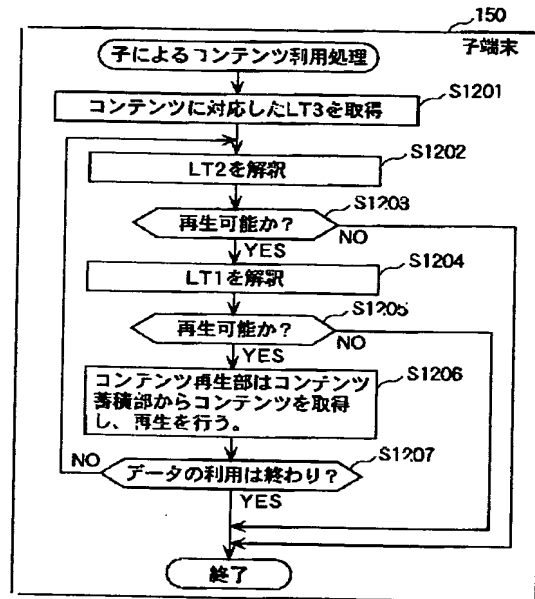 150
子端末
子によるコンテンツ利用処理
S1201
コンテンツに対応したLT3を取得
S1202
LT2を解釈
S1203
再生可能か?
NO
YES
S1204
LT1を解釈
S1205
再生可能か?
NO
YES
S1206
コンテンツ再生部はコンテンツ
蓄積部からコンテンツを取得
し、再生を行う。
S1207
NO
データの利用は終わり?
YES
終了